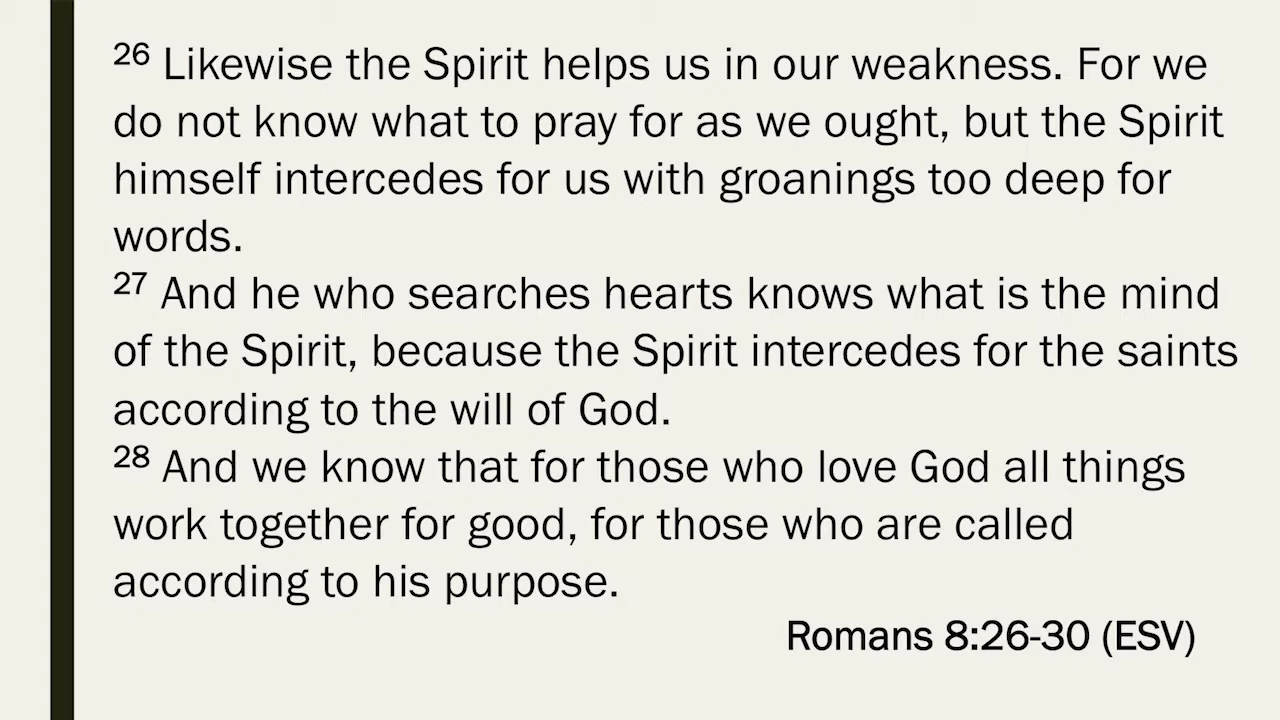 26 Likewise the Spirit helps us in our weakness. For we
do not know what to pray for as we ought, but the Spirit
himself intercedes for us with groanings too deep for
words.
27 And he who searches hearts knows what is the mind
of the Spirit, because the Spirit intercedes for the saints
according to the will of God.
28 And we know that for those who love God all things
work together for good, for those who are called
according to his purpose.
Romans 8:26-30 (ESV)